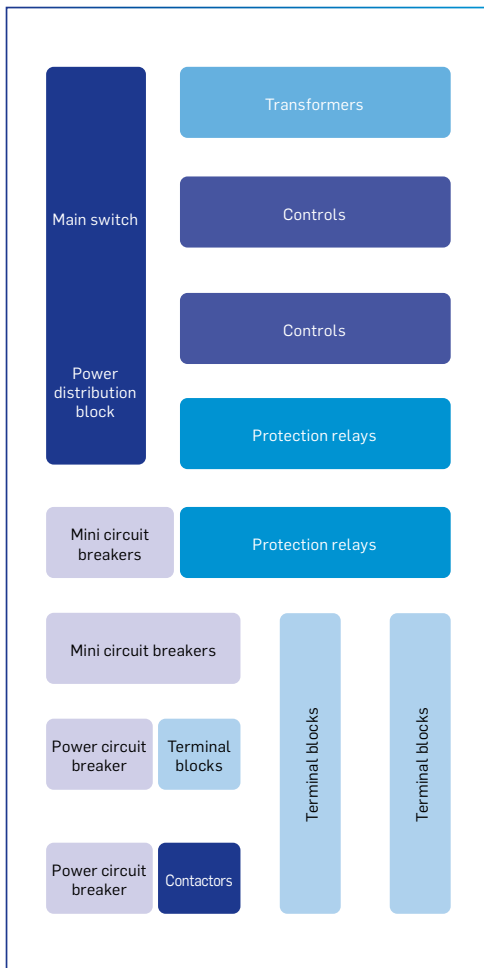 Transformers
Main switch
Controls
Controls
Power
distribution
block
Protection relays
Mini circuit
breakers
Protection relays
Mini circuit breakers
Terminal blocks
Terminal blocks
Power circuit
breaker
Terminal
blocks
Power circuit
breaker
Contactors